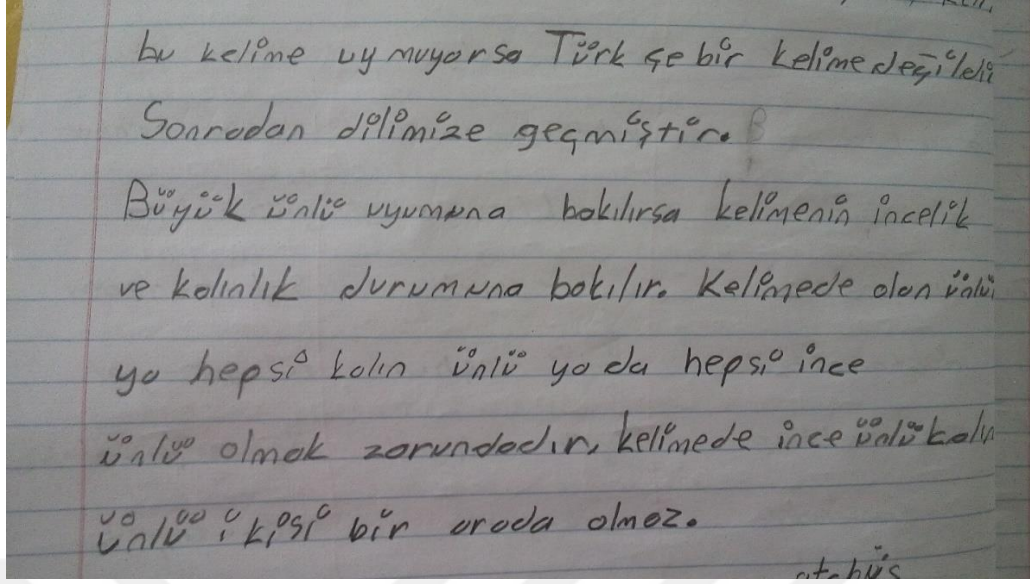 bu kelime uymuyorsa Türkçe bir kelime değildi
Sonradan dilimize geçmiştir.
Büyük ünlü uyumuna bakılırsa kelimenin incelik
ve kalınlık durumuna bakılır. Kelimede olan ünlü
ya hepsi kalın ünlü ya da hepsi ince
ünlü olmak zorundadır, kelimede ince ünlü kalın
ünlü ikisi bir arada olmaz.